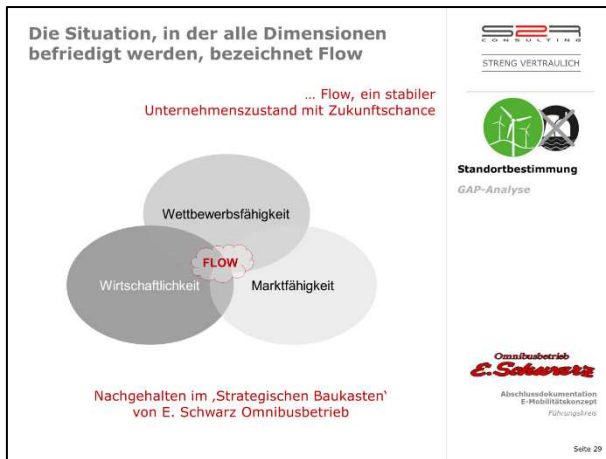 Die Situation, in der alle Dimensionen
befriedigt werden, bezeichnet Flow
... Flow, ein stabiler
Unternehmenszustand mit Zukunftschance
Wettbewerbsfähigkeit
FLOW
Wirtschaftlichkeit
Marktfähigkeit
Nachgehalten im ‚Strategischen Baukasten‘
von E. Schwarz Omnibusbetrieb
S2R
CONSULTING
STRENG VERTRAULICH
Standortbestimmung
GAP-Analyse
Omnibusbetrieb
E. Schwarz
Abschlussdokumentation
E-Mobilitätskonzept
Führungskreis
Seite 29